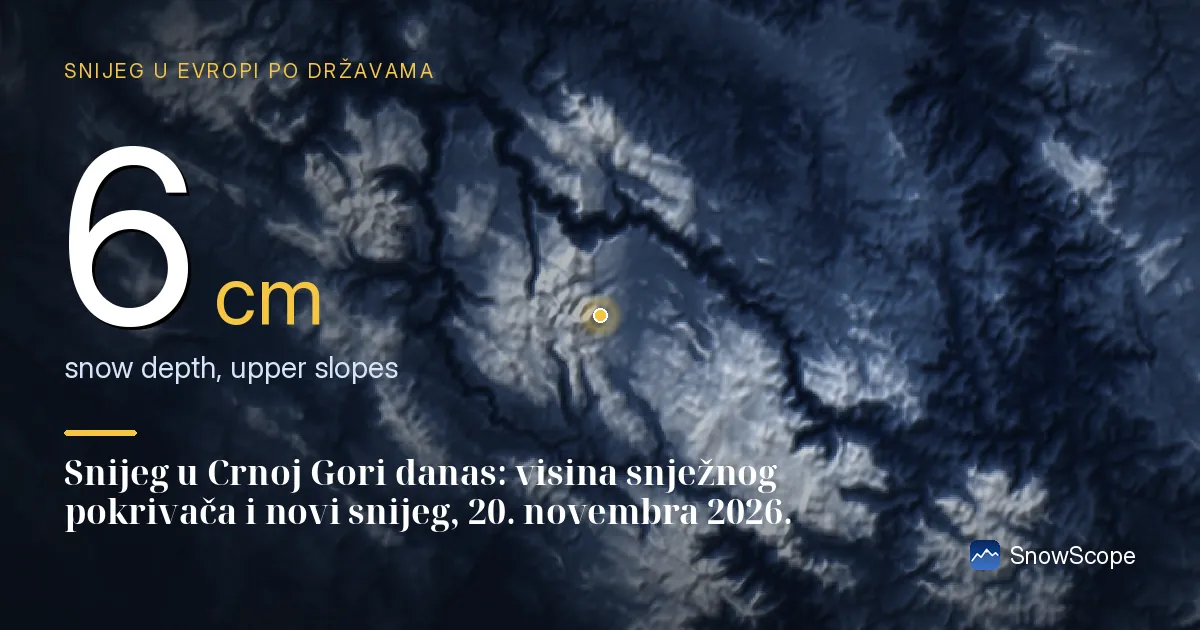 SNIJEG U EVROPI PO DRŽAVAMA
6 cm
snow depth, upper slopes
Snijeg u Crnoj Gori danas: visina snježnog
pokrivača i novi snijeg, 20. novembra 2026.
SnowScope